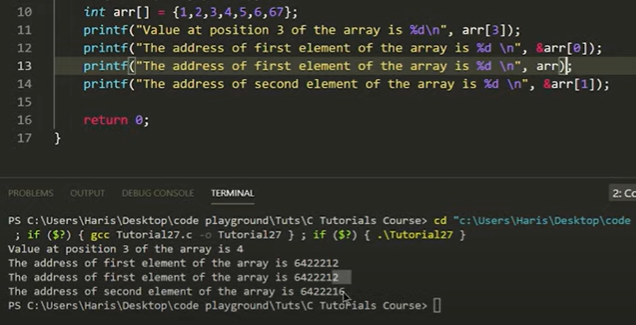 10 int arr[] = {1,2,3,4,5,6,67};
11 printf("Value at position 3 of the array is %d\n", arr[3]);
12 printf("The address of first element of the array is %d \n", &arr[0]);
13 printf("The address of first element of the array is %d \n", arr);
14 printf("The address of second element of the array is %d \n", &arr[1]);
15
16 return 0;
17 }
PROBLEMS OUTPUT DEBUG CONSOLE TERMINAL 2: Co
PS C:\Users\Haris\Desktop\code playground\Tuts\C Tutorials Course> cd "c:\Users\Haris\Desktop\code
; if ($?) { gcc Tutorial27.c -o Tutorial27 } ; if ($?) { .\Tutorial27 }
Value at position 3 of the array is 4
The address of first element of the array is 6422212
The address of first element of the array is 6422212
The address of second element of the array is 6422216
PS C:\Users\Haris\Desktop\code playground\Tuts\C Tutorials Course>